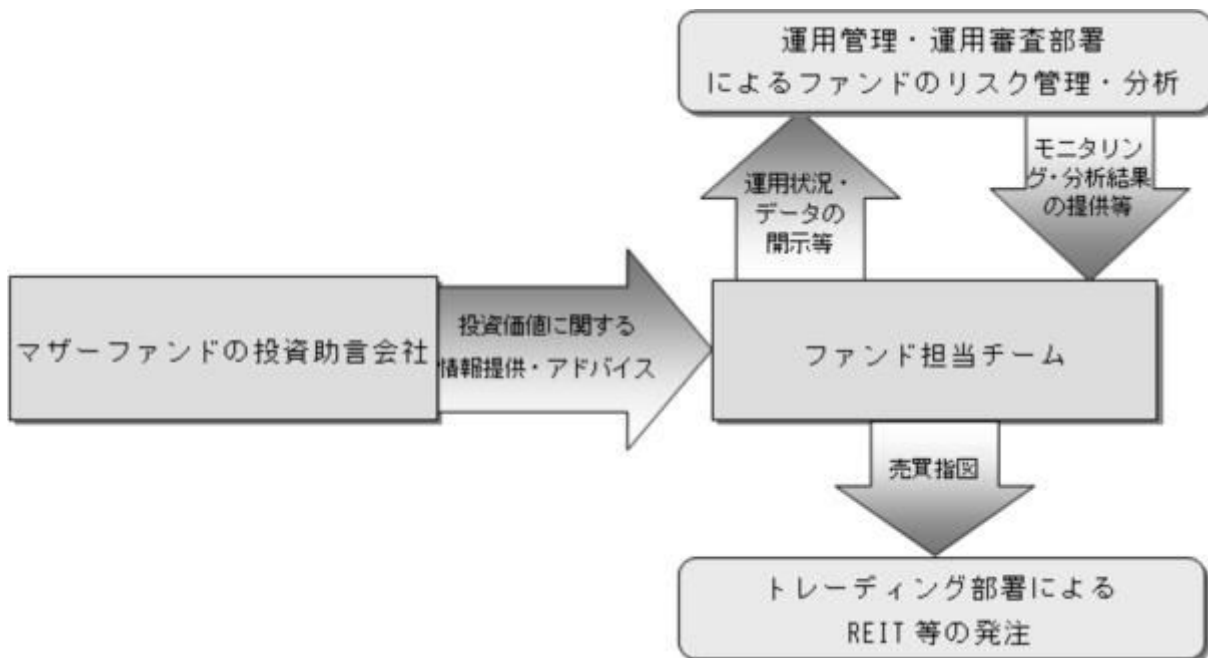 運用管理・運用審査部署
によるファンドのリスク管理・分析
運用状況・
データの
開示等
モニタリン
グ・分析結果
の提供等
マザーファンドの投資助言会社
投資価値に関する
情報提供・アドバイス
ファンド担当チーム
売買指図
トレーディング部署による
REIT等の発注